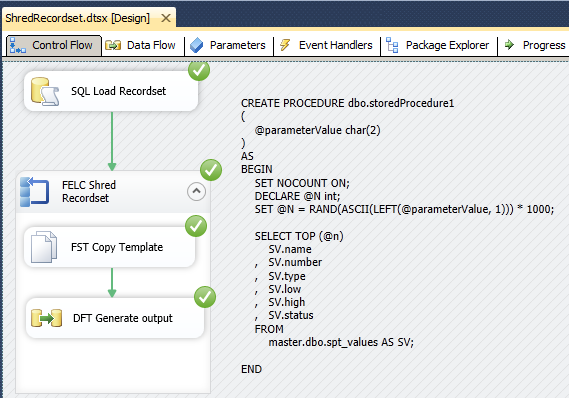 ShredRecordset.dtsx [Design]
Control Flow
Data Flow
Parameters
Event Handlers
Package Explorer
Progress
SQL Load Recordset
FELC Shred
Recordset
FST Copy Template
DFT Generate output
CREATE PROCEDURE dbo.storedProcedure1
(
@parameterValue char(2)
)
AS
BEGIN
SET NOCOUNT ON;
DECLARE @N int;
SET @N = RAND(ASCII(LEFT(@parameterValue, 1))) * 1000;
SELECT TOP (@n)
SV.name
, SV.number
, SV.type
, SV.low
, SV.high
, SV.status
FROM
master.dbo.spt_values AS SV;
END